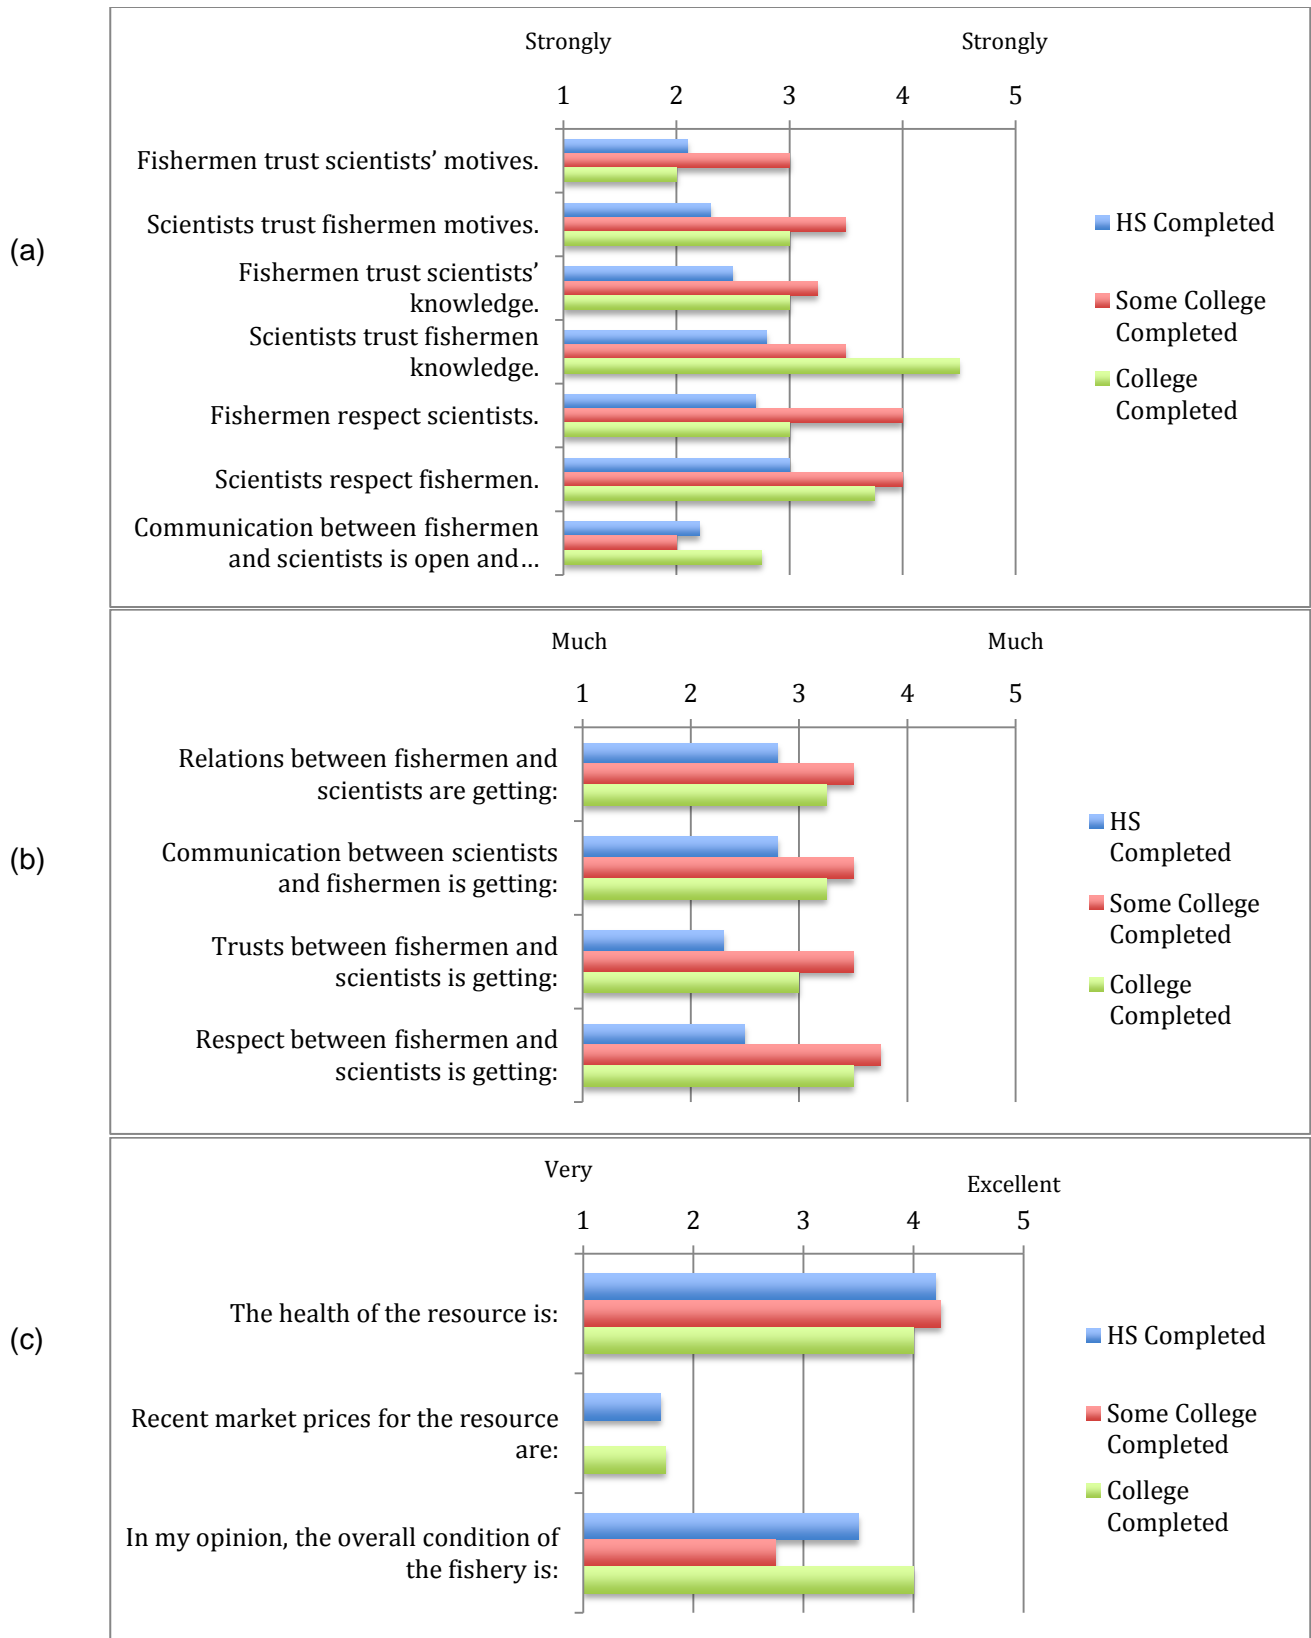 (a)
Strongly Strongly
1 2 3 4 5
Fishermen trust scientists’ motives.
Scientists trust fishermen motives.
Fishermen trust scientists’
knowledge.
Scientists trust fishermen
knowledge.
Fishermen respect scientists.
Scientists respect fishermen.
Communication between fishermen
and scientists is open and…
HS Completed
Some College
Completed
College
Completed
(b)
Much Much
1 2 3 4 5
Relations between fishermen and
scientists are getting:
Communication between scientists
and fishermen is getting:
Trusts between fishermen and
scientists is getting:
Respect between fishermen and
scientists is getting:
HS
Completed
Some College
Completed
College
Completed
(c)
Very
Excellent
1 2 3 4 5
The health of the resource is:
Recent market prices for the resource
are:
In my opinion, the overall condition of
the fishery is:
HS Completed
Some College
Completed
College
Completed